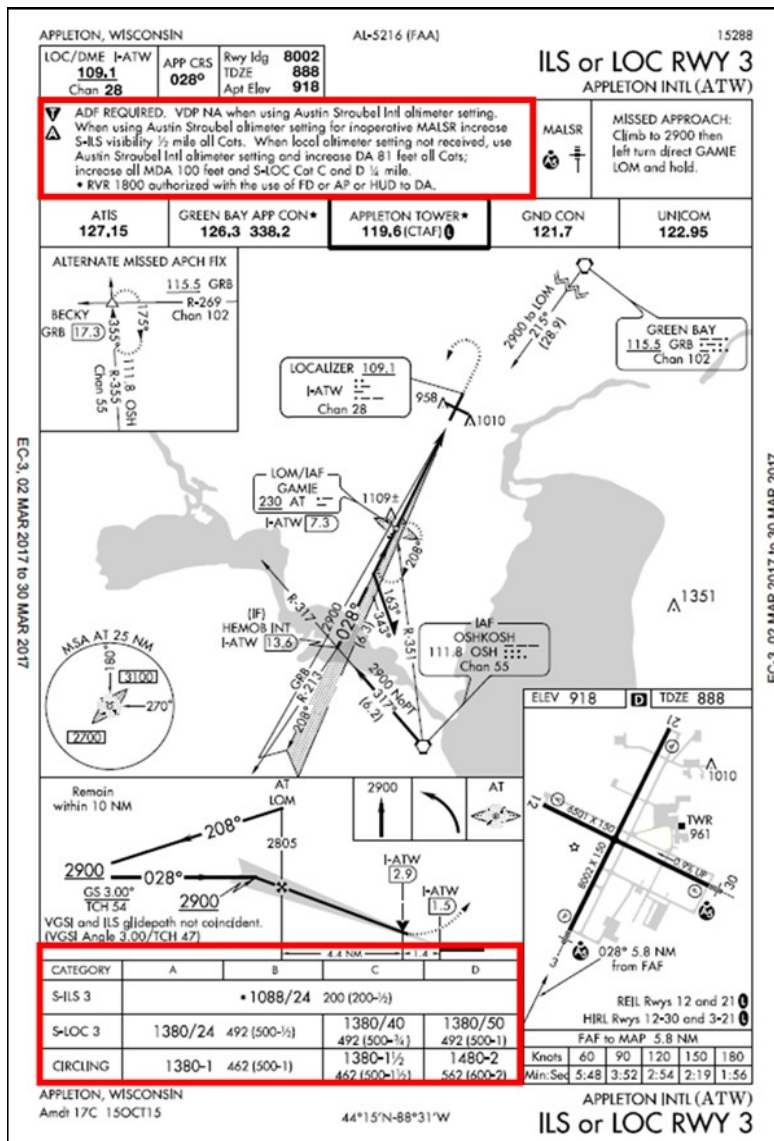 APPLETON, WISCONSIN
AL-5216 (FAA)
15288
LOC/DME I-ATW
109.1
Chan 28
APP CRS
028°
Rwy ldg 8002
TDZE 888
Apt Elev 918
ILS or LOC RWY 3
APPLETON INTL (ATW)
T
A
ADF REQUIRED. VDP NA when using Austin Straubel Intl altimeter setting.
When using Austin Straubel altimeter setting for inoperative MALSR increase
S-ILS visibility ½ mile all Cats. When local altimeter setting not received, use
Austin Straubel Intl altimeter setting and increase DA 81 feet all Cats;
increase all MDA 100 feet and S-LOC Cat C and D ¼ mile.
• RVR 1800 authorized with the use of FD or AP or HUD to DA.
MALSR
A5
MISSED APPROACH:
Climb to 2900 then
left turn direct GAMIE
LOM and hold.
ATIS
127.15
GREEN BAY APP CON★
126.3 338.2
APPLETON TOWER★
119.6 (CTAF) L
GND CON
121.7
UNICOM
122.95
ALTERNATE MISSED APCH FIX
115.5 GRB
R-269
Chan 102
BECKY
GRB 17.3
175°
355°
R-355
111.8 OSH
Chan 55
2900 to LOM
215°
(28.9)
GREEN BAY
115.5 GRB
Chan 102
LOCALIZER 109.1
I-ATW
Chan 28
958
1010
LOM/IAF
GAMIE
230 AT
I-ATW 7.3
1109±
208°
163°
343°
R-351
R-317
2900
028°
(6.3)
(IF)
HEMOB INT
I-ATW 13.6
GRB
R-213
208°
2900 NoPT
317°
(6.2)
IAF
OSHKOSH
111.8 OSH
Chan 55
1351
MSA AT 25 NM
180°
3100
270°
2700
EC-3, 02 MAR 2017 to 30 MAR 2017
EC-3, 02 MAR 2017 to 30 MAR 2017
ELEV 918
D
TDZE 888
21
1010
12
6501 X 150
TWR
961
8002 X 150
0.9% UP
30
A5
3
A5
028° 5.8 NM
from FAF
REIL Rwys 12 and 21 L
HIRL Rwys 12-30 and 3-21 L
FAF to MAP 5.8 NM
Knots 60 90 120 150 180
Min:Sec 5:48 3:52 2:54 2:19 1:56
Remain
within 10 NM
AT
LOM
2900
AT
208°
2805
2900
028°
2900
GS 3.00°
TCH 54
I-ATW
2.9
I-ATW
1.5
VGSI and ILS glidepath not coincident.
(VGSI Angle 3.00/TCH 47)
4.4 NM
1.4
CATEGORY A B C D
S-ILS 3 • 1088/24 200 (200-½)
S-LOC 3 1380/24 492 (500-½) 1380/40 492 (500-¾) 1380/50 492 (500-1)
CIRCLING 1380-1 462 (500-1) 1380-1½ 462 (500-1½) 1480-2 562 (600-2)
APPLETON, WISCONSIN
Amdt 17C 15OCT15
44°15'N-88°31'W
APPLETON INTL (ATW)
ILS or LOC RWY 3